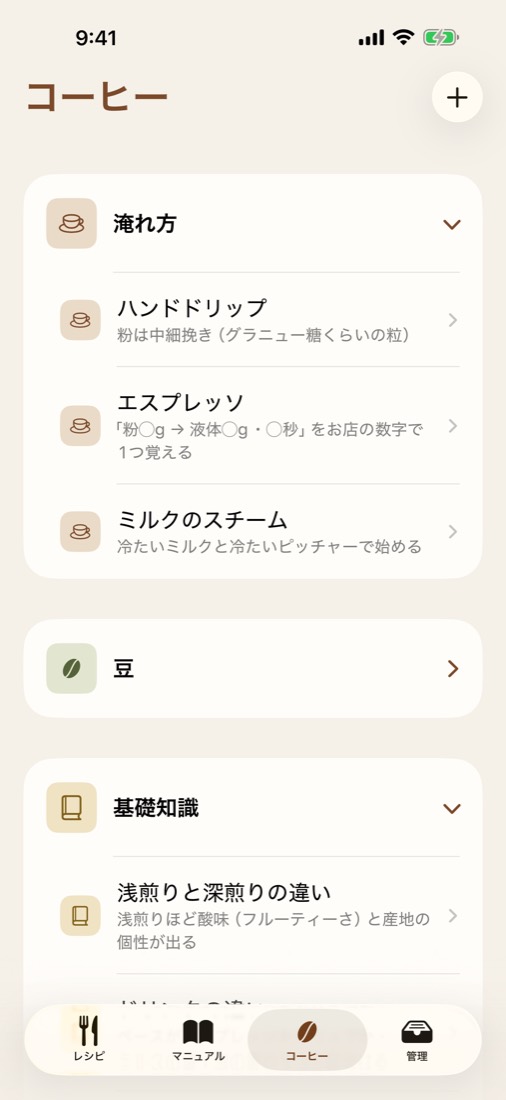 9:41
コーヒー
淹れ方
ハンドドリップ
粉は中細挽き（グラニュー糖くらいの粒）
エスプレッソ
「粉◯g → 液体◯g・◯秒」をお店の数字で
1つ覚える
ミルクのスチーム
冷たいミルクと冷たいピッチャーで始める
豆
基礎知識
浅煎りと深煎りの違い
浅煎りほど酸味（フルーティーさ）と産地の
個性が出る
レシピ
マニュアル
コーヒー
管理